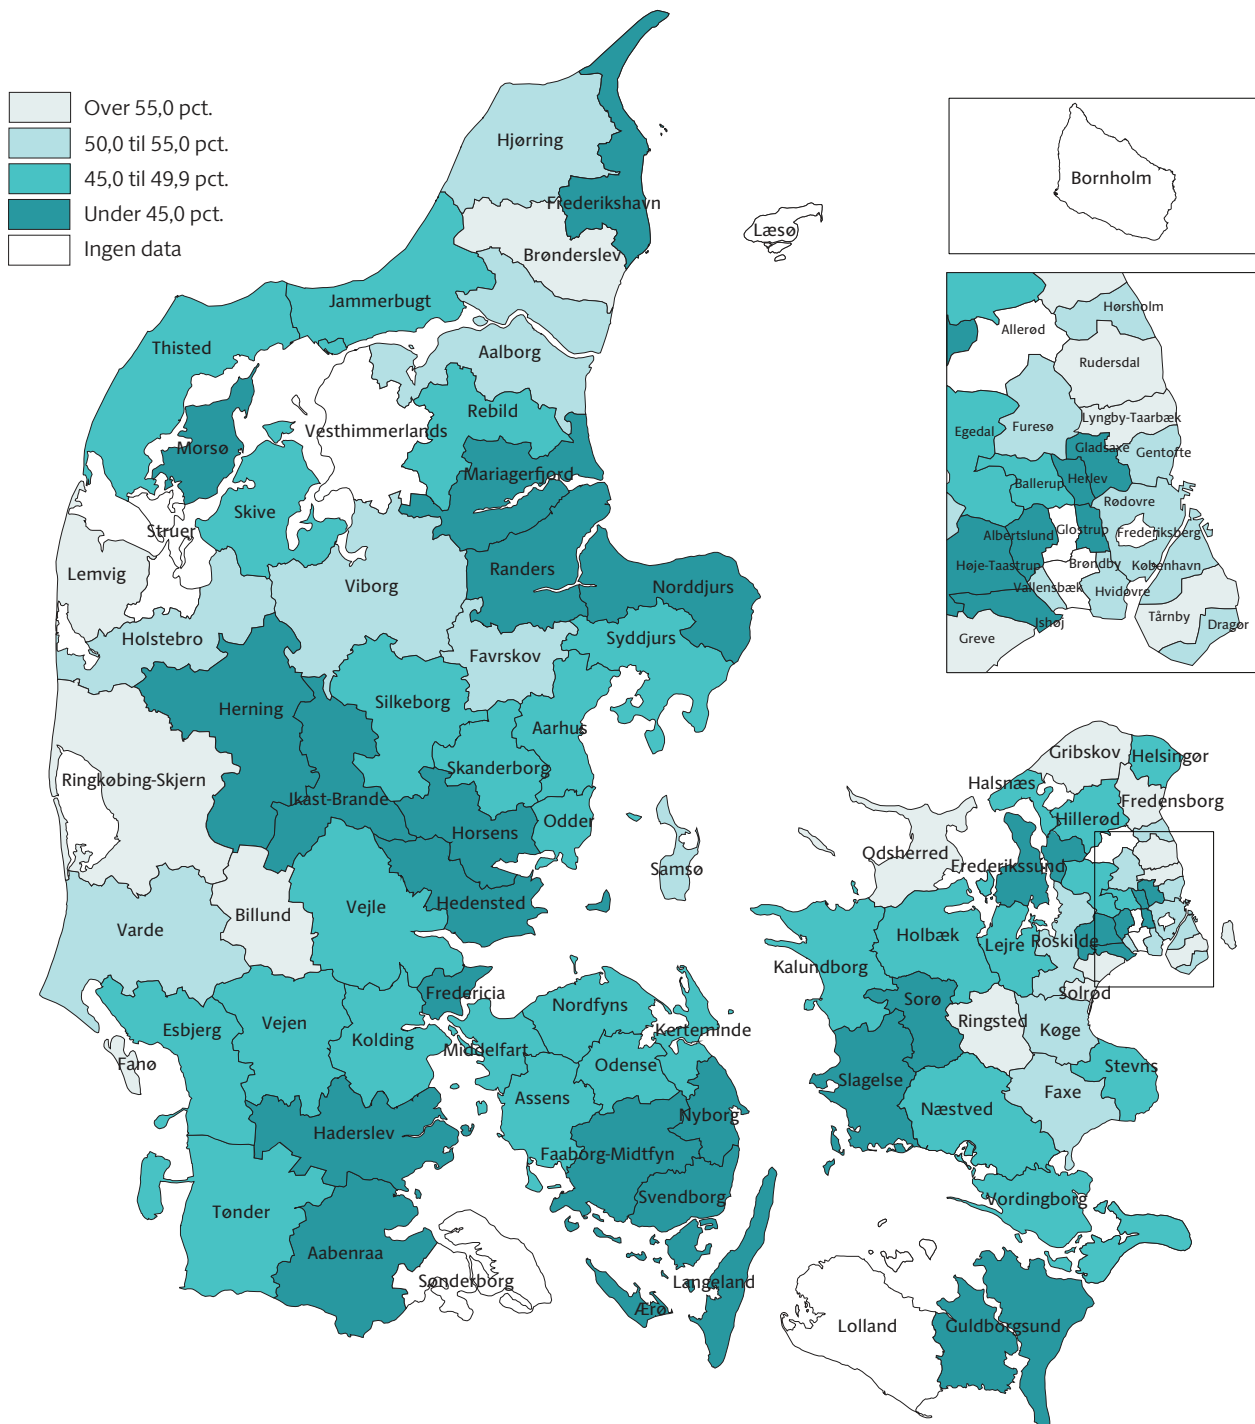 Over 55,0 pct.
50,0 til 55,0 pct.
45,0 til 49,9 pct.
Under 45,0 pct.
Ingen data
Hjørring
Frederikshavn
Brønderslev
Læsø
Bornholm
Jammerbugt
Thisted
Aalborg
Rebild
Vesthimmerlands
Morsø
Mariagerfjord
Skive
Struer
Lemvig
Viborg
Randers
Norddjurs
Holstebro
Favrskov
Syddjurs
Herning
Silkeborg
Aarhus
Skanderborg
Ringkøbing-Skjern
Ikast-Brande
Horsens
Odder
Samsø
Hedensted
Billund
Vejle
Varde
Fredericia
Esbjerg
Vejen
Kolding
Fanø
Nordfyns
Kerteminde
Middelfart
Odense
Assens
Nyborg
Haderslev
Faaborg-Midtfyn
Svendborg
Tønder
Aabenraa
Sønderborg
Langeland
Ærø
Hørsholm
Allerød
Rudersdal
Lyngby-Taarbæk
Furesø
Egedal
Gladsaxe
Gentofte
Ballerup
Herlev
Rødovre
Albertslund
Glostrup
Frederiksberg
Høje-Taastrup
Brøndby
København
Vallensbæk
Hvidovre
Ishøj
Tårnby
Dragør
Greve
Gribskov
Helsingør
Halsnæs
Fredensborg
Hillerød
Odsherred
Frederikssund
Holbæk
Lejre
Roskilde
Kalundborg
Solrød
Sorø
Ringsted
Køge
Stevns
Slagelse
Faxe
Næstved
Vordingborg
Lolland
Guldborgsund